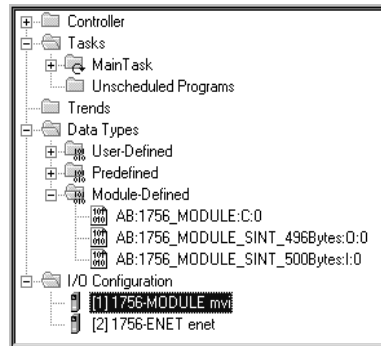 Controller
Tasks
MainTask
Unscheduled Programs
Trends
Data Types
User-Defined
Predefined
Module-Defined
AB:1756_MODULE:C:0
AB:1756_MODULE_SINT_496Bytes:O:0
AB:1756_MODULE_SINT_500Bytes:I:0
I/O Configuration
[1] 1756-MODULE mvi
[2] 1756-ENET enet